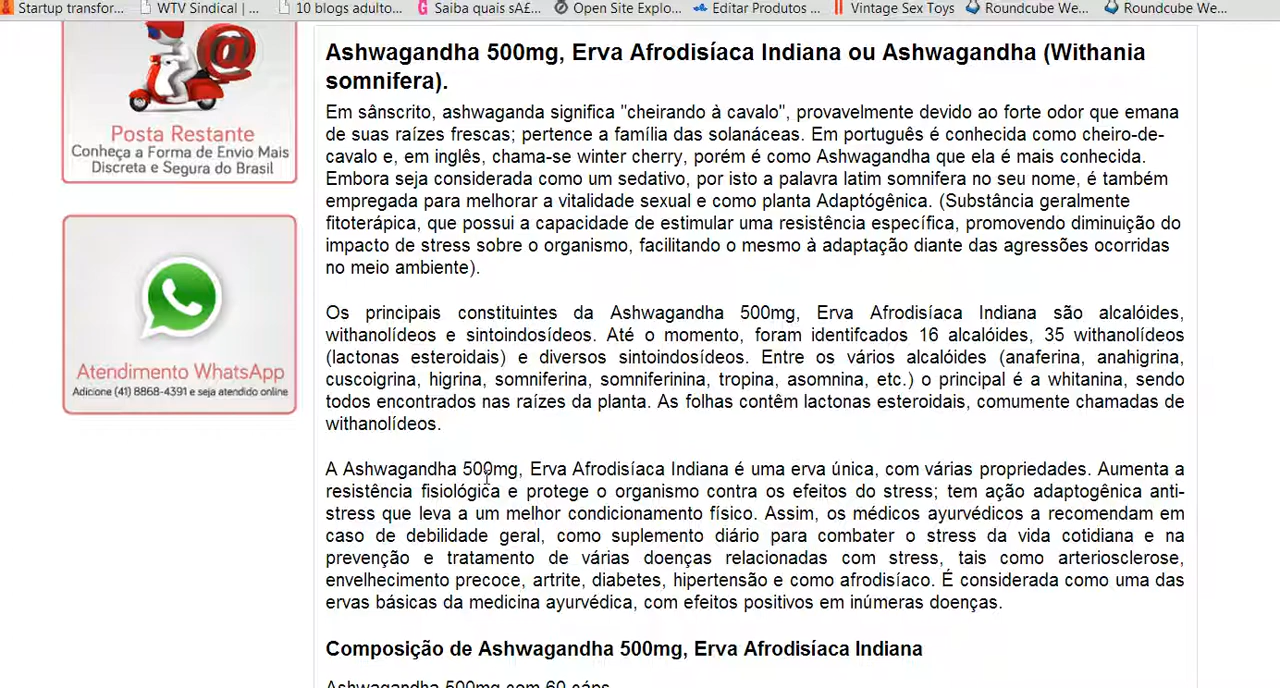 Startup transfor...
WTV Sindical | ...
10 blogs adulto...
Saiba quais sA£...
Open Site Explo...
Editar Produtos ...
Vintage Sex Toys
Roundcube We...
Roundcube We...
@
Posta Restante
Conheça a Forma de Envio Mais
Discreta e Segura do Brasil
Atendimento WhatsApp
Adicione (41) 8868-4391 e seja atendido online
Ashwagandha 500mg, Erva Afrodisíaca Indiana ou Ashwagandha (Withania
somnifera).
Em sânscrito, ashwaganda significa "cheirando à cavalo", provavelmente devido ao forte odor que emana
de suas raízes frescas; pertence a família das solanáceas. Em português é conhecida como cheiro-de-
cavalo e, em inglês, chama-se winter cherry, porém é como Ashwagandha que ela é mais conhecida.
Embora seja considerada como um sedativo, por isto a palavra latim somnifera no seu nome, é também
empregada para melhorar a vitalidade sexual e como planta Adaptógênica. (Substância geralmente
fitoterápica, que possui a capacidade de estimular uma resistência específica, promovendo diminuição do
impacto de stress sobre o organismo, facilitando o mesmo à adaptação diante das agressões ocorridas
no meio ambiente).
Os principais constituintes da Ashwagandha 500mg, Erva Afrodisíaca Indiana são alcalóides,
withanolídeos e sintoindosídeos. Até o momento, foram identifcados 16 alcalóides, 35 withanolídeos
(lactonas esteroidais) e diversos sintoindosídeos. Entre os vários alcalóides (anaferina, anahigrina,
cuscoigrina, higrina, somniferina, somniferinina, tropina, asomnina, etc.) o principal é a whitanina, sendo
todos encontrados nas raízes da planta. As folhas contêm lactonas esteroidais, comumente chamadas de
withanolídeos.
A Ashwagandha 500mg, Erva Afrodisíaca Indiana é uma erva única, com várias propriedades. Aumenta a
resistência fisiológica e protege o organismo contra os efeitos do stress; tem ação adaptogênica anti-
stress que leva a um melhor condicionamento físico. Assim, os médicos ayurvédicos a recomendam em
caso de debilidade geral, como suplemento diário para combater o stress da vida cotidiana e na
prevenção e tratamento de várias doenças relacionadas com stress, tais como arteriosclerose,
envelhecimento precoce, artrite, diabetes, hipertensão e como afrodisíaco. É considerada como uma das
ervas básicas da medicina ayurvédica, com efeitos positivos em inúmeras doenças.
Composição de Ashwagandha 500mg, Erva Afrodisíaca Indiana
Ashwagandha 500mg com 60 cáps